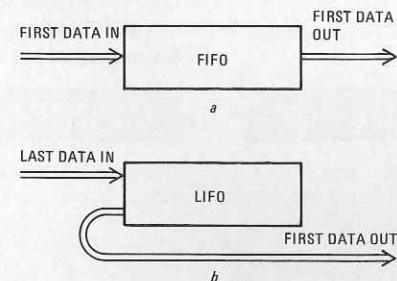 FIRST DATA IN
FIFO
FIRST DATA
OUT
a
LAST DATA IN
LIFO
FIRST DATA OUT
b